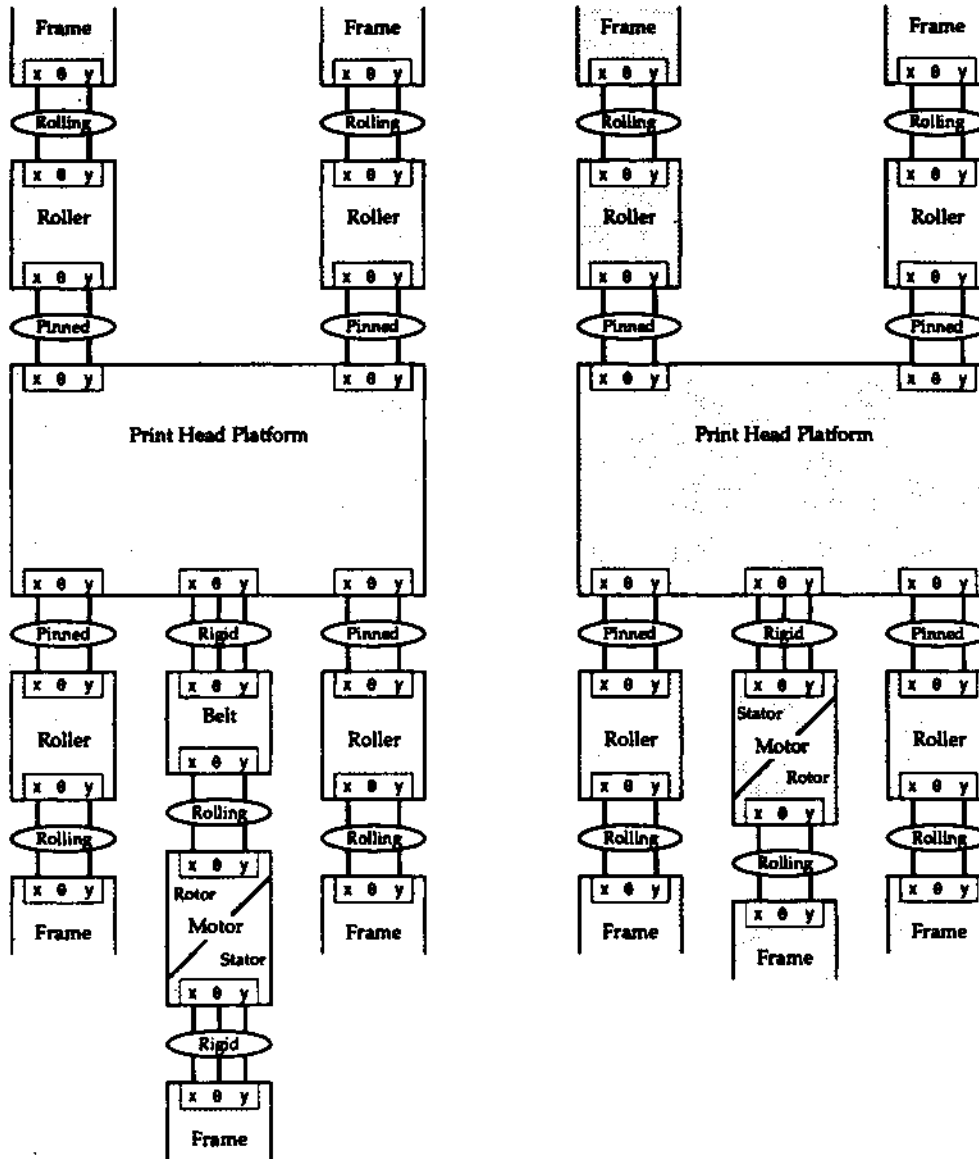 Frame Frame Frame Frame
x θ y x θ y x θ y x θ y
Rolling Rolling Rolling Rolling
x θ y x θ y x θ y x θ y
Roller Roller Roller Roller
x θ y x θ y x θ y x θ y
Pinned Pinned Pinned Pinned
x θ y x θ y x θ y x θ y
Print Head Platform Print Head Platform
x θ y x θ y x θ y x θ y x θ y x θ y
Pinned Rigid Pinned Pinned Rigid Pinned
x θ y x θ y x θ y x θ y x θ y x θ y
Belt Stator
Roller Roller Roller Motor Roller
x θ y Rotor
x θ y x θ y x θ y x θ y
Rolling x θ y
Rolling Rolling Rolling Rolling
x θ y Rolling
x θ y x θ y x θ y x θ y
Rotor x θ y
Frame Motor Frame Frame Frame
Stator Frame
x θ y
Rigid
x θ y
Frame